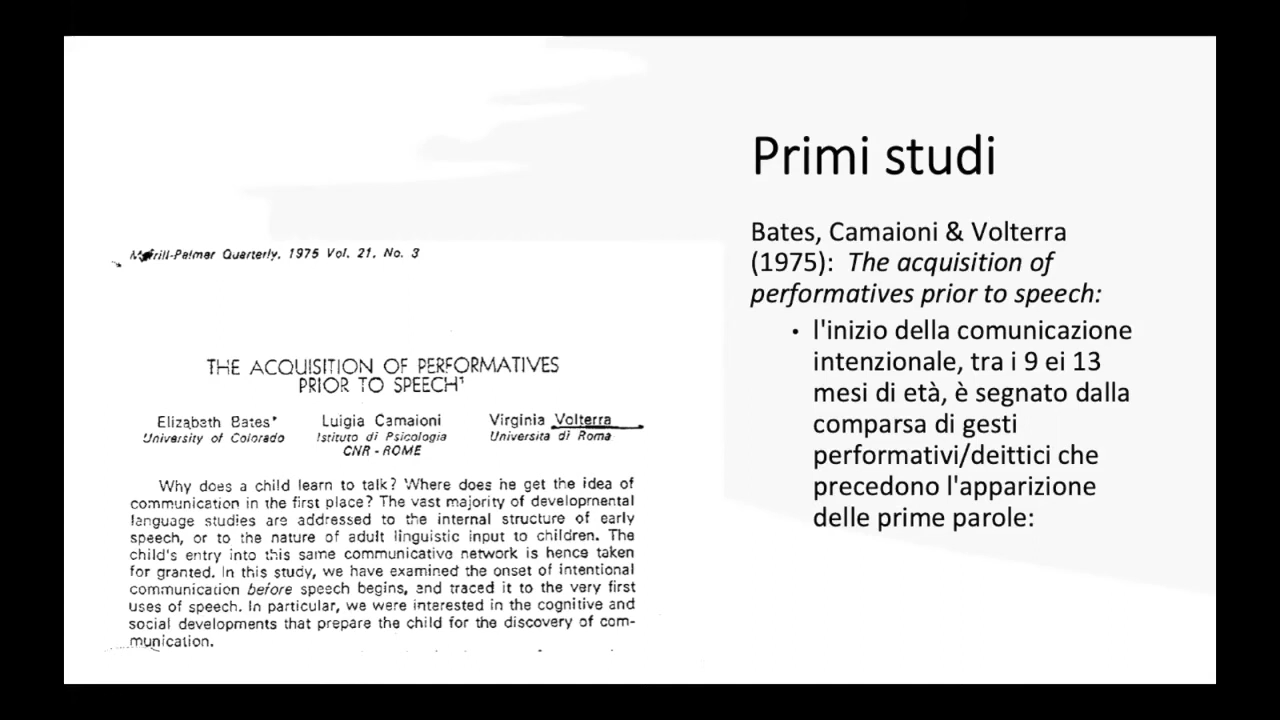 Merrill-Palmer Quarterly, 1975 Vol. 21, No. 3
THE ACQUISITION OF PERFORMATIVES
PRIOR TO SPEECH¹
Elizabeth Bates*
University of Colorado
Luigia Camaioni
Istituto di Psicologia
CNR - ROME
Virginia Volterra
Universita di Roma
Why does a child learn to talk? Where does he get the idea of
communication in the first place? The vast majority of developmental
language studies are addressed to the internal structure of early
speech, or to the nature of adult linguistic input to children. The
child's entry into this same communicative network is hence taken
for granted. In this study, we have examined the onset of intentional
communication before speech begins, and traced it to the very first
uses of speech. In particular, we were interested in the cognitive and
social developments that prepare the child for the discovery of com-
munication.
Primi studi
Bates, Camaioni & Volterra
(1975): The acquisition of
performatives prior to speech:
• l'inizio della comunicazione
intenzionale, tra i 9 ei 13
mesi di età, è segnato dalla
comparsa di gesti
performativi/deittici che
precedono l'apparizione
delle prime parole: